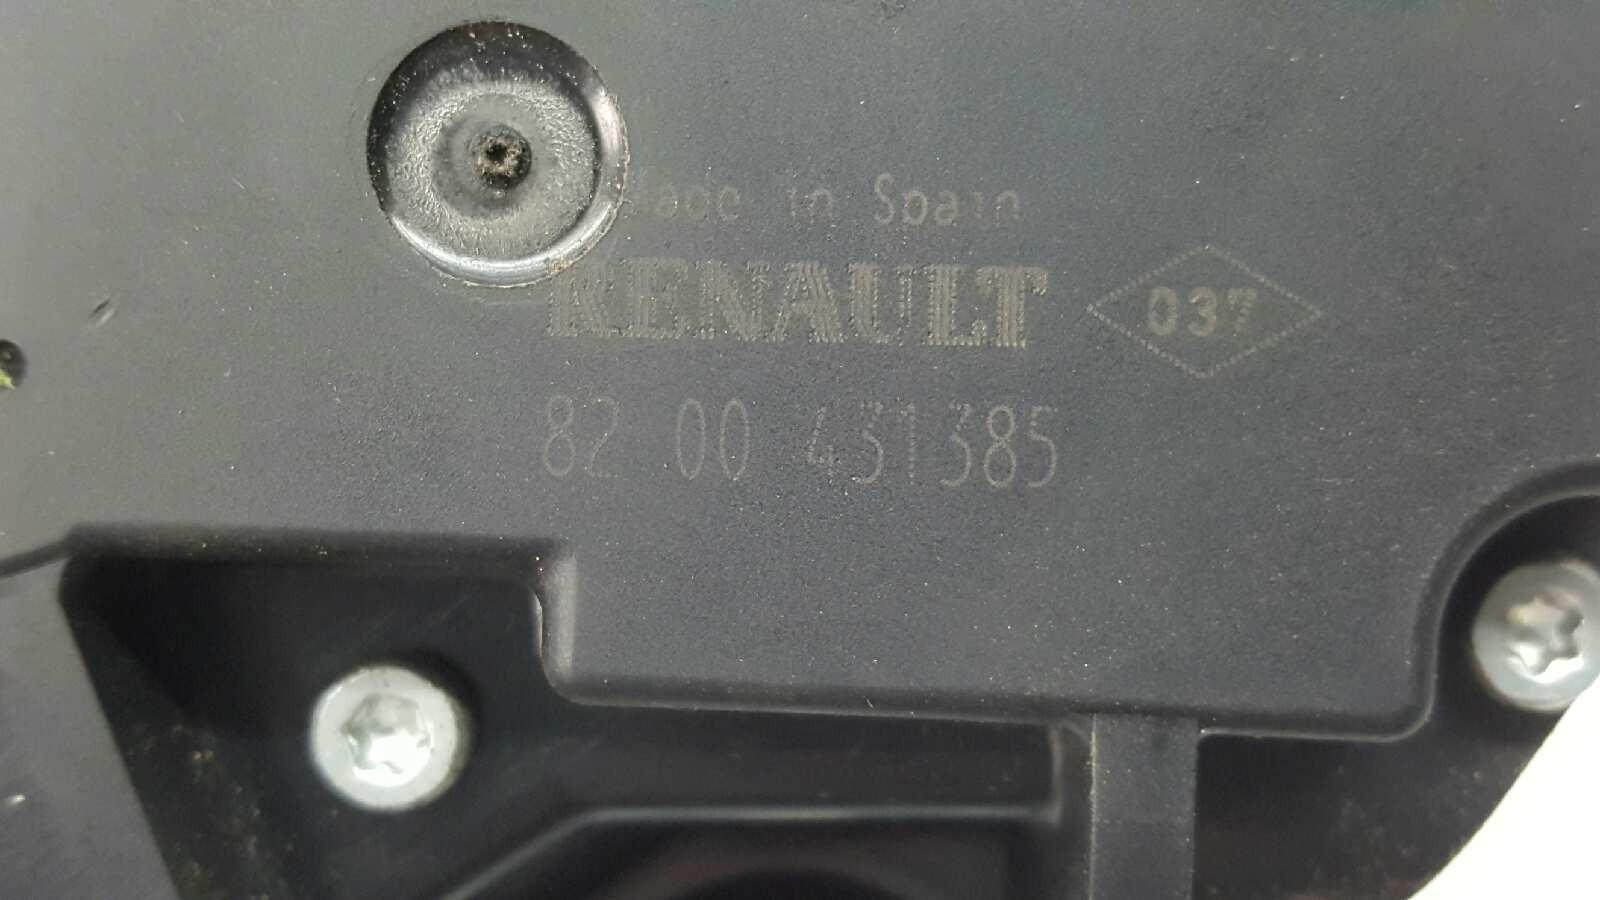 Made in Spain
RENAULT 037
82 00 431385